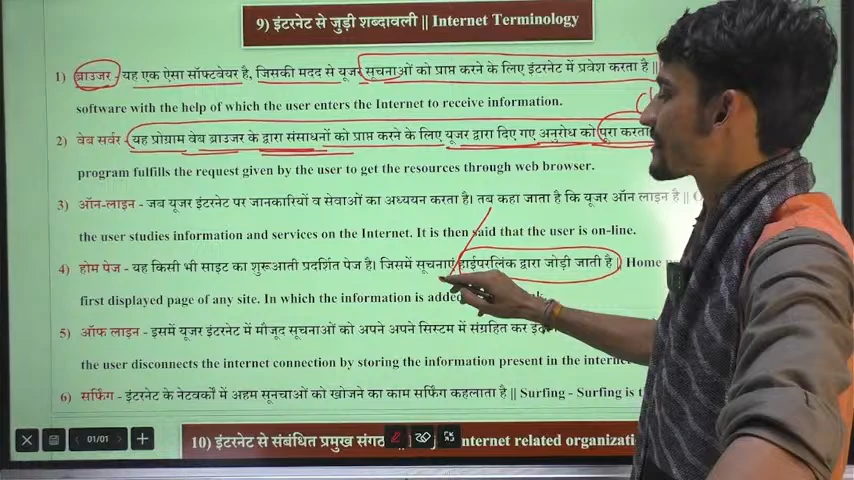 9) इंटरनेट से जुड़ी शब्दावली || Internet Terminology
1) ब्राउजर - यह एक ऐसा सॉफ्टवेयर है, जिसकी मदद से यूजर सूचनाओं को प्राप्त करने के लिए इंटरनेट में प्रवेश करता है ||
software with the help of which the user enters the Internet to receive information.
2) वेब सर्वर - यह प्रोग्राम वेब ब्राउजर के द्वारा संसाधनों को प्राप्त करने के लिए यूजर द्वारा दिए गए अनुरोध को पूरा करता
program fulfills the request given by the user to get the resources through web browser.
3) ऑन-लाइन - जब यूजर इंटरनेट पर जानकारियों व सेवाओं का अध्ययन करता है। तब कहा जाता है कि यूजर ऑन लाइन है ||
the user studies information and services on the Internet. It is then said that the user is on-line.
4) होम पेज - यह किसी भी साइट का शुरूआती प्रदर्शित पेज है। जिसमें सूचनाएं हाईपरलिंक द्वारा जोड़ी जाती है || Home
first displayed page of any site. In which the information is added
5) ऑफ लाइन - इसमें यूजर इंटरनेट में मौजूद सूचनाओं को अपने अपने सिस्टम में संग्रहित कर
the user disconnects the internet connection by storing the information present in the
6) सर्फिंग - इंटरनेट के नेटवर्कों में अहम सूनचाओं को खोजने का काम सर्फिंग कहलाता है || Surfing - Surfing is
01/01
10) इंटरनेट से संबंधित प्रमुख related